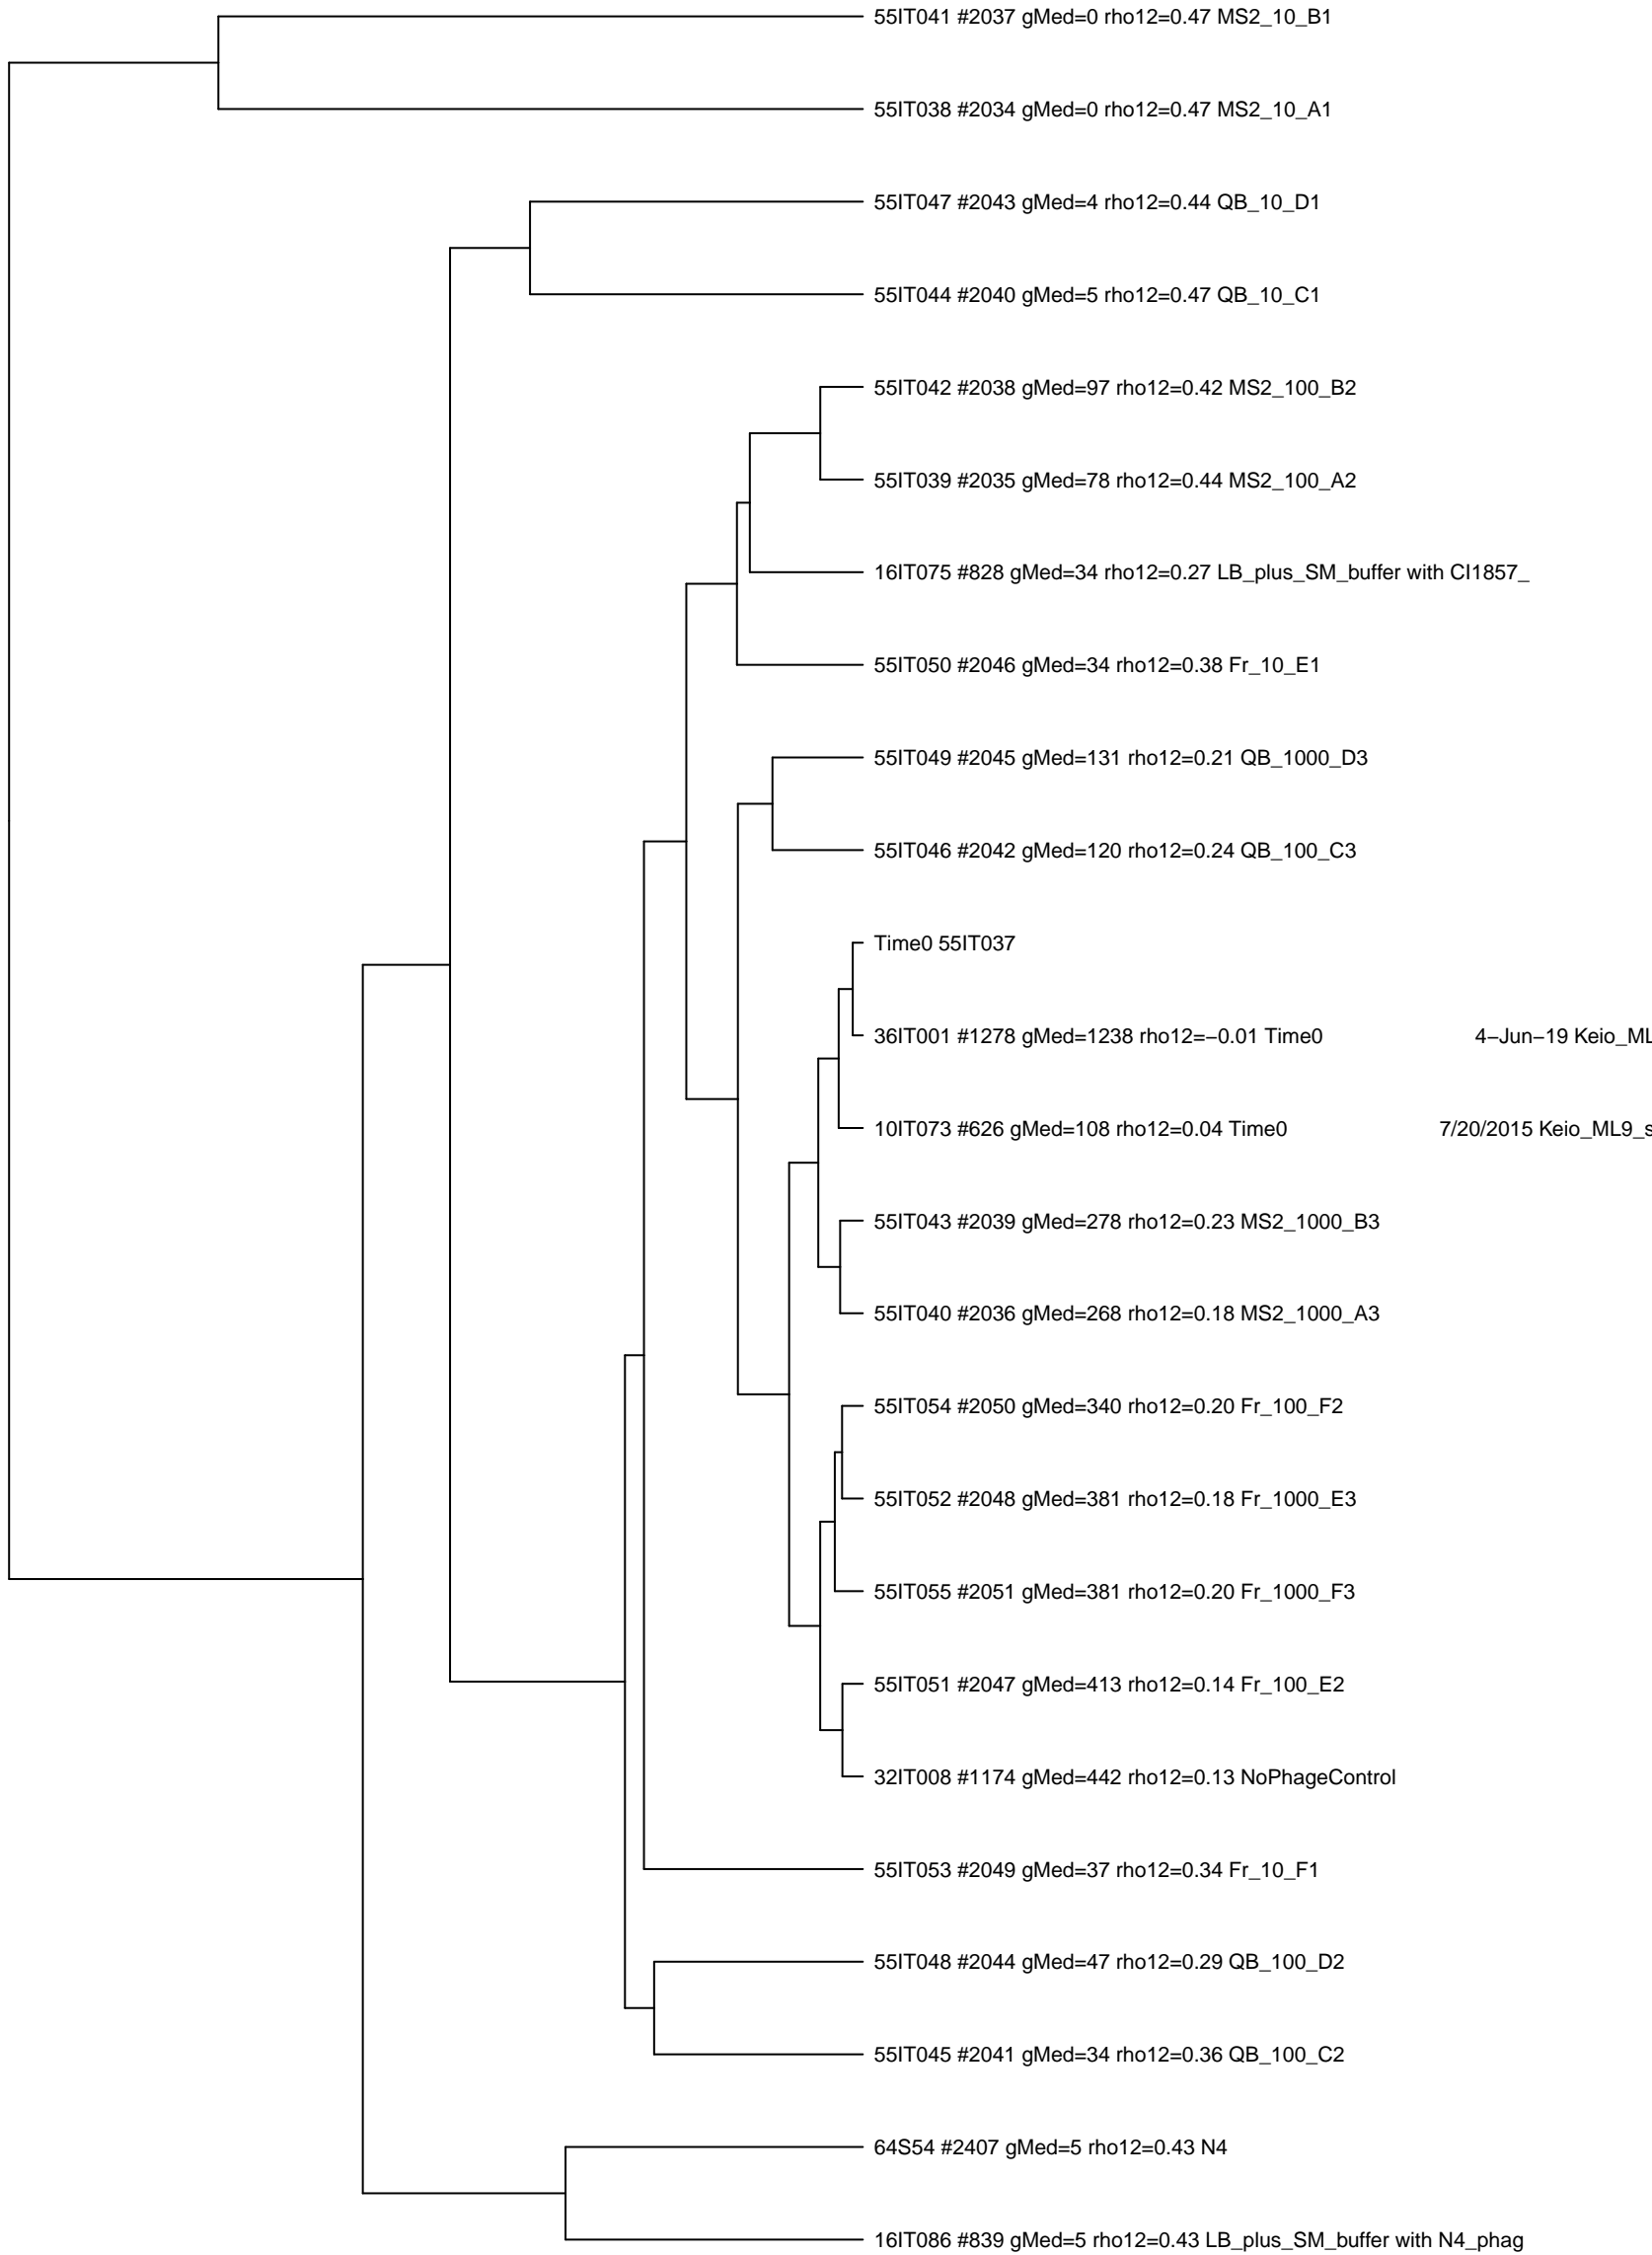 55IT041 #2037 gMed=0 rho12=0.47 MS2_10_B1
55IT038 #2034 gMed=0 rho12=0.47 MS2_10_A1
55IT047 #2043 gMed=4 rho12=0.44 QB_10_D1
55IT044 #2040 gMed=5 rho12=0.47 QB_10_C1
55IT042 #2038 gMed=97 rho12=0.42 MS2_100_B2
55IT039 #2035 gMed=78 rho12=0.44 MS2_100_A2
16IT075 #828 gMed=34 rho12=0.27 LB_plus_SM_buffer with CI1857_
55IT050 #2046 gMed=34 rho12=0.38 Fr_10_E1
55IT049 #2045 gMed=131 rho12=0.21 QB_1000_D3
55IT046 #2042 gMed=120 rho12=0.24 QB_100_C3
Time0 55IT037
36IT001 #1278 gMed=1238 rho12=−0.01 Time0 4−Jun−19 Keio_ML
10IT073 #626 gMed=108 rho12=0.04 Time0 7/20/2015 Keio_ML9_s
55IT043 #2039 gMed=278 rho12=0.23 MS2_1000_B3
55IT040 #2036 gMed=268 rho12=0.18 MS2_1000_A3
55IT054 #2050 gMed=340 rho12=0.20 Fr_100_F2
55IT052 #2048 gMed=381 rho12=0.18 Fr_1000_E3
55IT055 #2051 gMed=381 rho12=0.20 Fr_1000_F3
55IT051 #2047 gMed=413 rho12=0.14 Fr_100_E2
32IT008 #1174 gMed=442 rho12=0.13 NoPhageControl
55IT053 #2049 gMed=37 rho12=0.34 Fr_10_F1
55IT048 #2044 gMed=47 rho12=0.29 QB_100_D2
55IT045 #2041 gMed=34 rho12=0.36 QB_100_C2
64S54 #2407 gMed=5 rho12=0.43 N4
16IT086 #839 gMed=5 rho12=0.43 LB_plus_SM_buffer with N4_phag